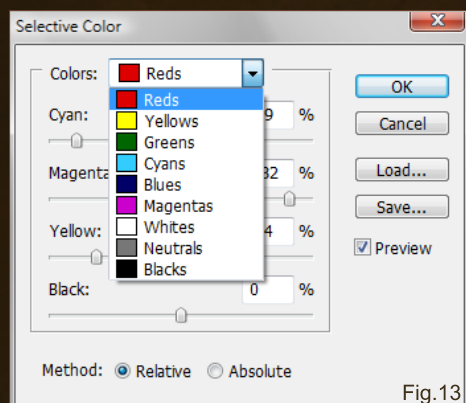 Selective Color
Colors: Reds
Reds
Yellows
Greens
Cyans
Blues
Magentas
Whites
Neutrals
Blacks
Cyan: %
Magenta %
Yellow: %
Black: 0 %
Method: Relative Absolute
OK
Cancel
Load...
Save...
Preview
Fig.13